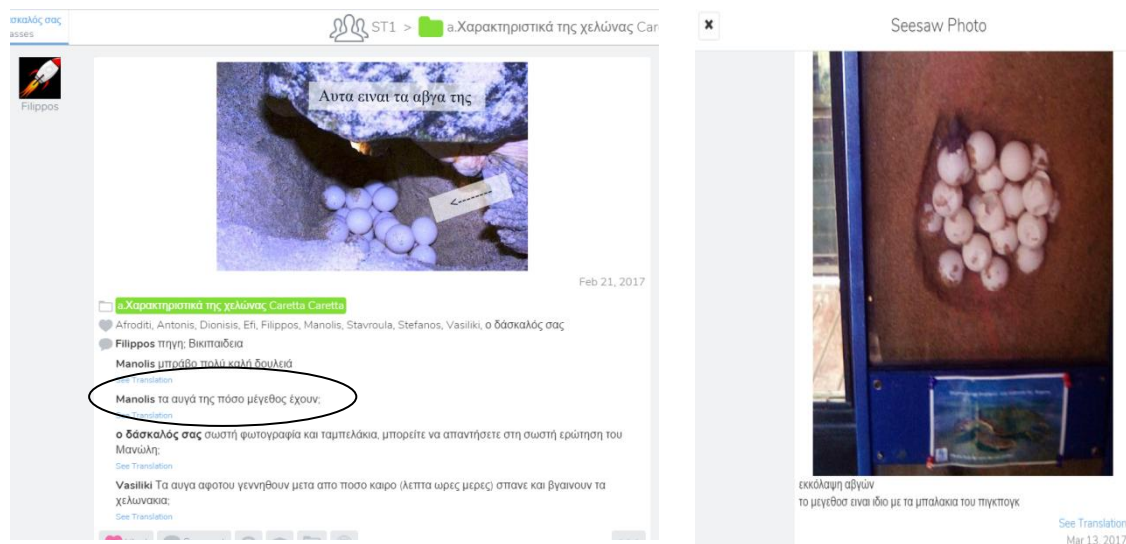 σκαλός σας
asses
ST1 > a.Χαρακτηριστικά της χελώνας Car
Filippos
Αυτα ειναι τα αβγα της
Feb 21, 2017
a.Χαρακτηριστικά της χελώνας Caretta Caretta
Afroditi, Antonis, Dionisis, Efi, Filippos, Manolis, Stavroula, Stefanos, Vasiliki, ο δάσκαλός σας
Filippos πηγη; Βικιπαιδεια
Manolis μπράβο πολύ καλή δουλειά
See Translation
Manolis τα αυγά της πόσο μέγεθος έχουν;
See Translation
ο δάσκαλός σας σωστή φωτογραφία και ταμπελάκια, μπορείτε να απαντήσετε στη σωστή ερώτηση του
Μανώλη;
See Translation
Vasiliki Τα αυγα αφοτου γεννηθουν μετα απο ποσο καιρο (λεπτα ωρες μερες) σπανε και βγαινουν τα
χελωνακια;
See Translation
Seesaw Photo
εκκόλαψη αβγών
το μεγεθοσ ειναι ιδιο με τα μπαλακια του πιγκπογκ
See Translation
Mar 13, 2017